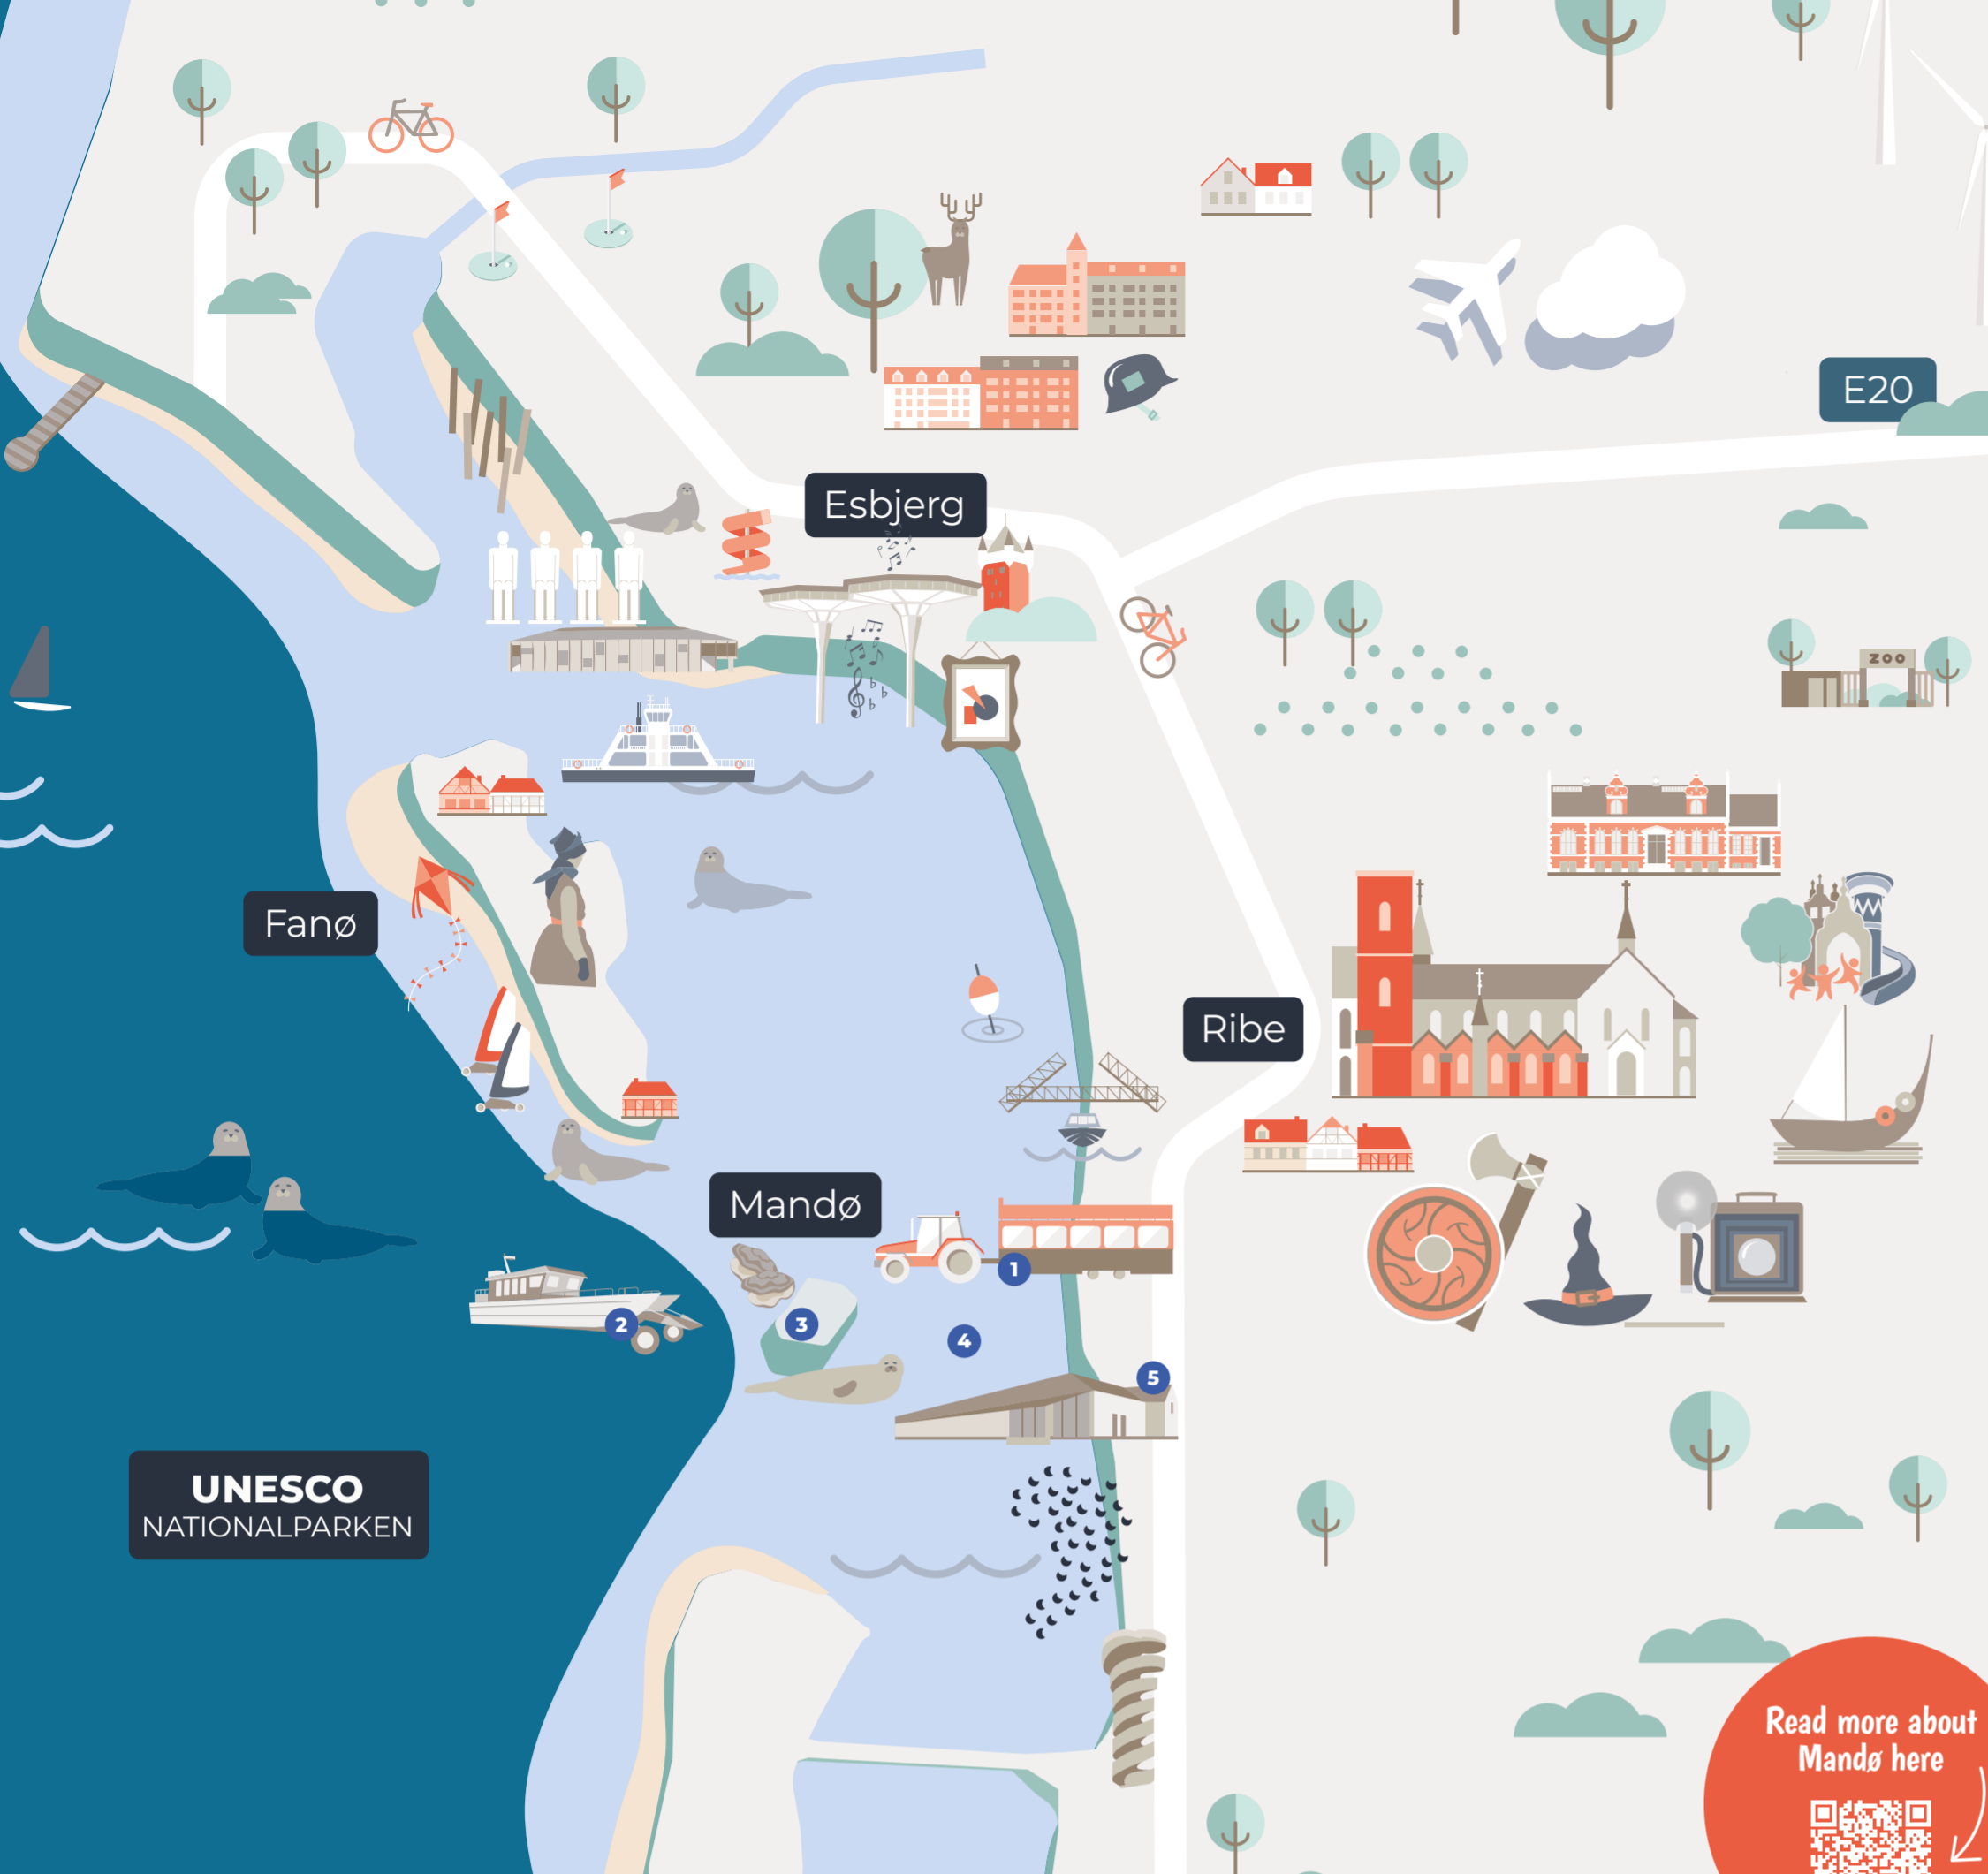 E20
Esbjerg
ZOO
Fanø
Ribe
Mandø
1
2
3
4
5
UNESCO
NATIONALPARKEN
Read more about
Mandø here